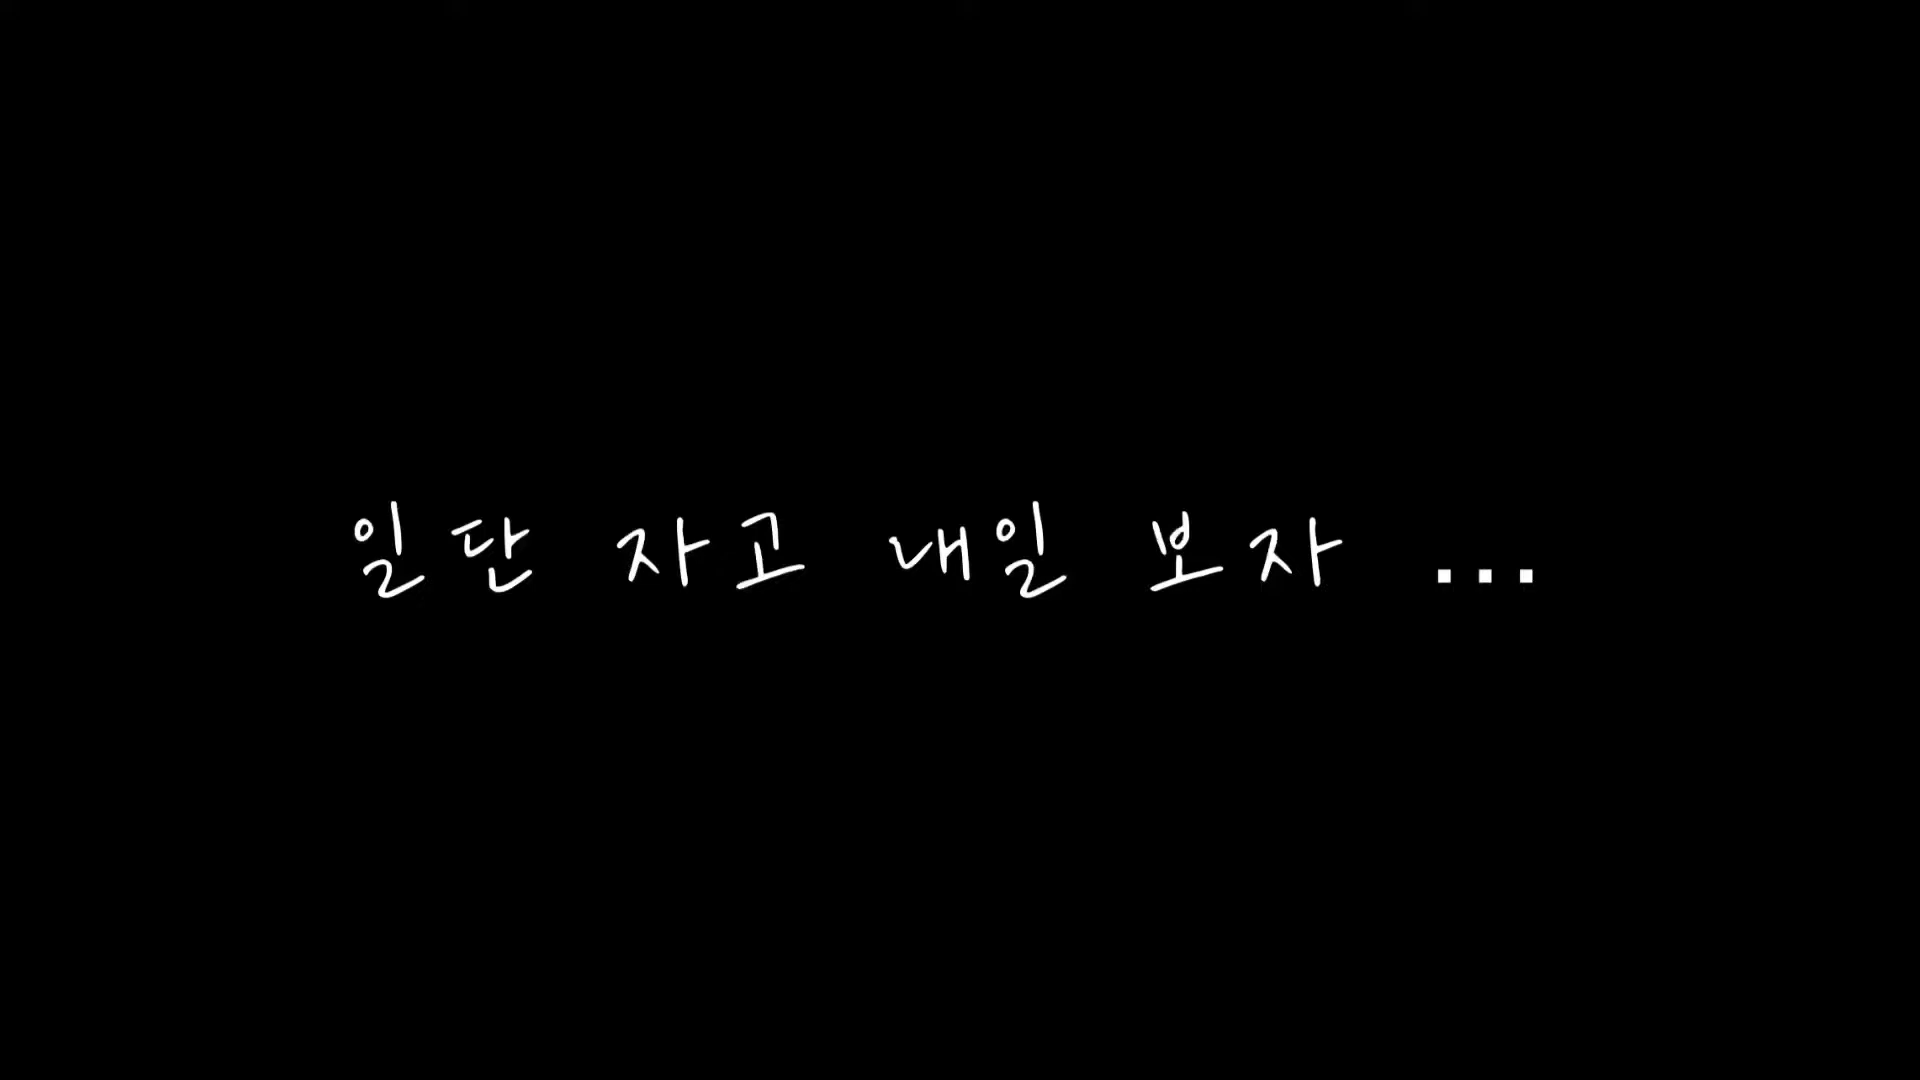 일단 자고 내일 보자 ...